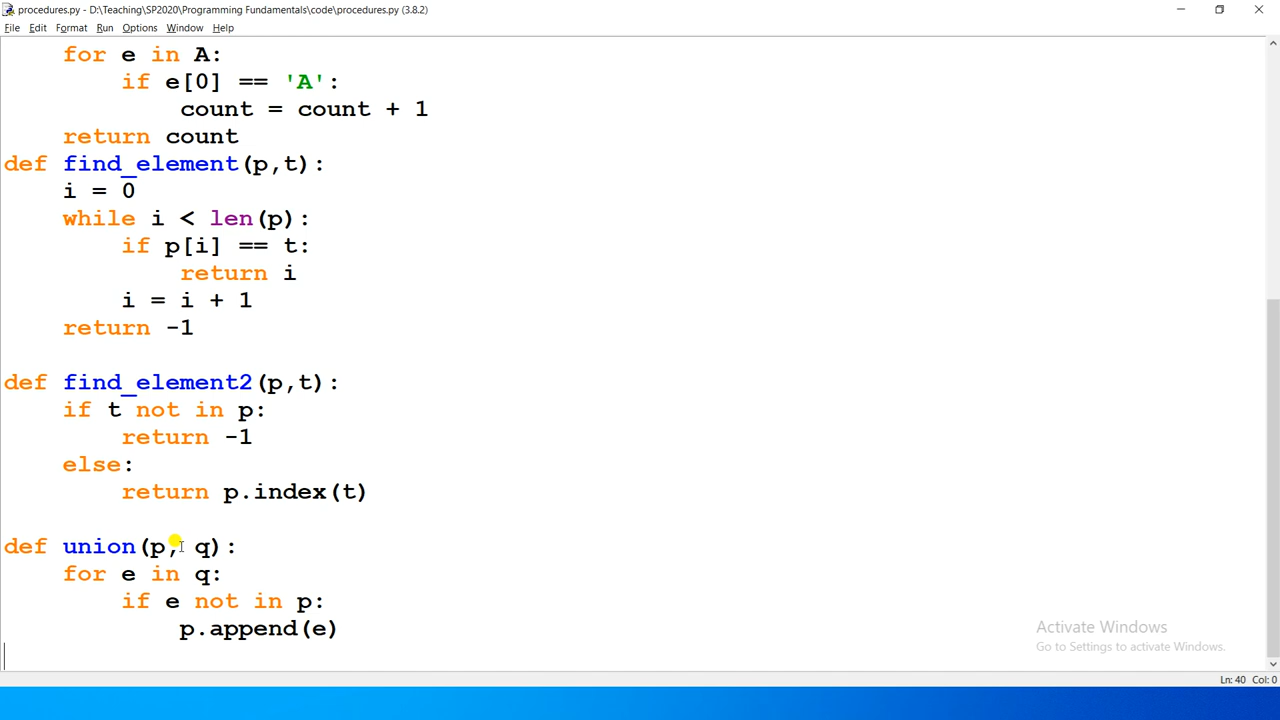 procedures.py - D:\Teaching\SP2020\Programming Fundamentals\code\procedures.py (3.8.2)
File Edit Format Run Options Window Help
    for e in A:
        if e[0] == 'A':
            count = count + 1
    return count
def find_element(p,t):
    i = 0
    while i < len(p):
        if p[i] == t:
            return i
        i = i + 1
    return -1

def find_element2(p,t):
    if t not in p:
        return -1
    else:
        return p.index(t)

def union(p, q):
    for e in q:
        if e not in p:
            p.append(e)
Activate Windows
Go to Settings to activate Windows.
Ln: 40 Col: 0